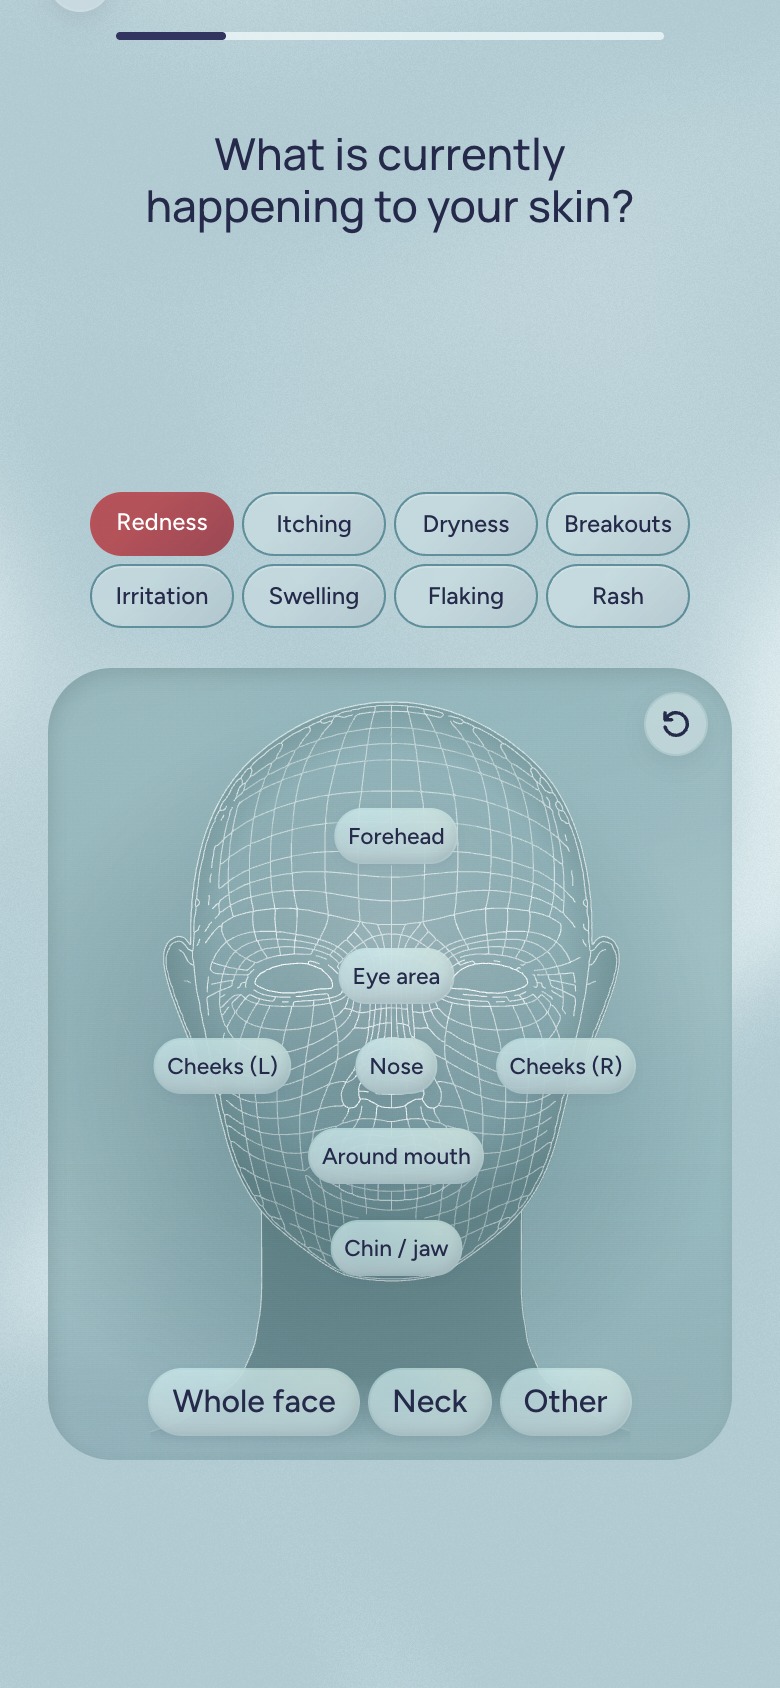 What is currently
happening to your skin?
Redness
Itching
Dryness
Breakouts
Irritation
Swelling
Flaking
Rash
Forehead
Eye area
Cheeks (L)
Nose
Cheeks (R)
Around mouth
Chin / jaw
Whole face
Neck
Other